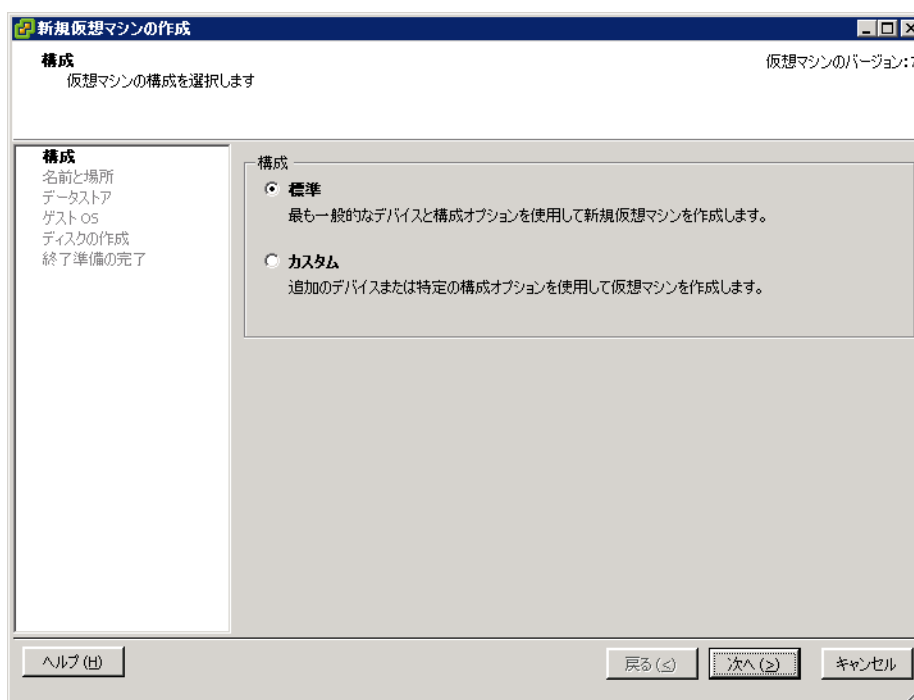 新規仮想マシンの作成
構成
仮想マシンの構成を選択します
仮想マシンのバージョン:7
構成
名前と場所
データストア
ゲスト OS
ディスクの作成
終了準備の完了
構成
標準
最も一般的なデバイスと構成オプションを使用して新規仮想マシンを作成します。
カスタム
追加のデバイスまたは特定の構成オプションを使用して仮想マシンを作成します。
ヘルプ(H)
戻る(≤)
次へ(≥)
キャンセル